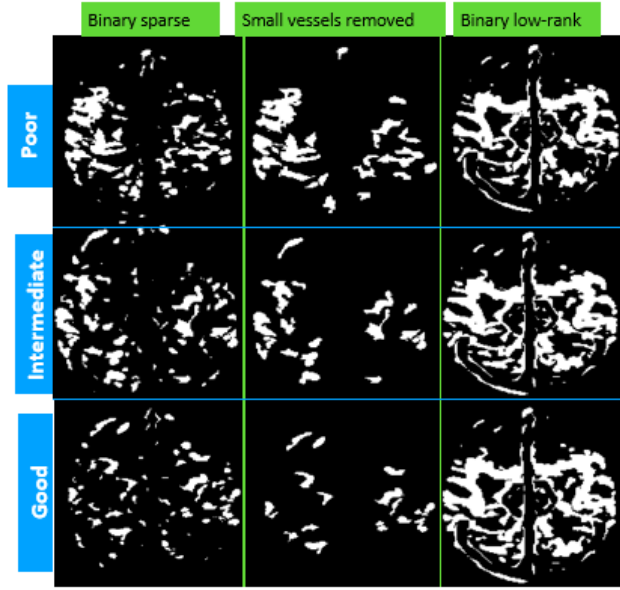 Binary sparse
Small vessels removed
Binary low-rank
Poor
Intermediate
Good